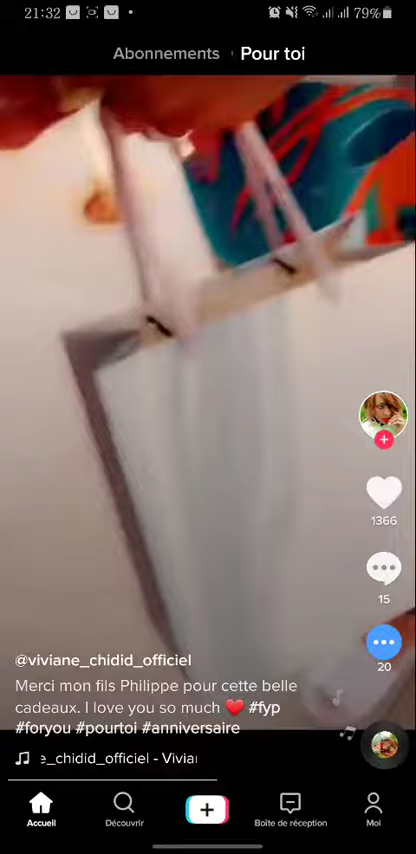 21:32
79%
Abonnements
Pour toi
1366
15
20
@viviane_chidid_officiel
Merci mon fils Philippe pour cette belle
cadeaux. I love you so much ❤️ #fyp
#foryou #pourtoi #anniversaire
e_chidid_officiel - Vivia
Accueil
Découvrir
Boîte de réception
Moi